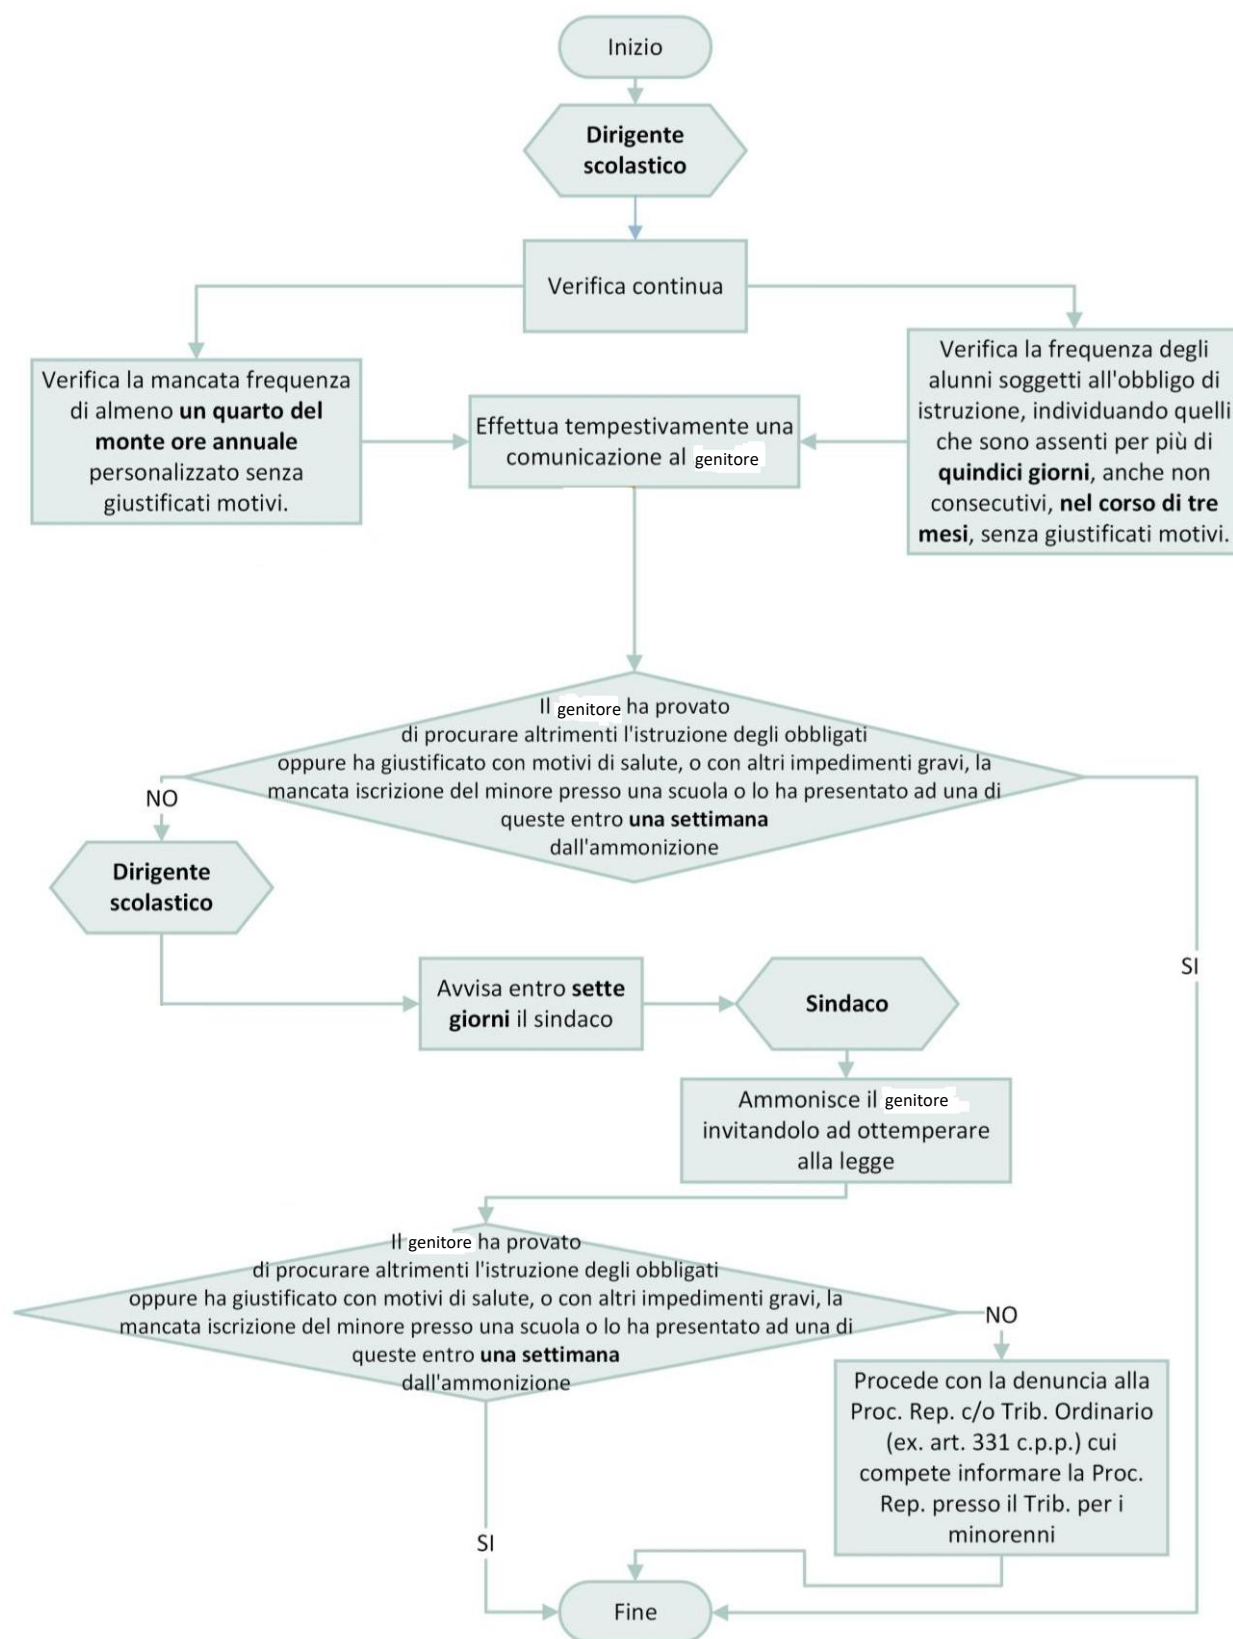 Inizio
Dirigente
scolastico
Verifica continua
Verifica la mancata frequenza
di almeno un quarto del
monte ore annuale
personalizzato senza
giustificati motivi.
Effettua tempestivamente una
comunicazione al genitore
Verifica la frequenza degli
alunni soggetti all'obbligo di
istruzione, individuando quelli
che sono assenti per più di
quindici giorni, anche non
consecutivi, nel corso di tre
mesi, senza giustificati motivi.
Il genitore ha provato
di procurare altrimenti l'istruzione degli obbligati
oppure ha giustificato con motivi di salute, o con altri impedimenti gravi, la
mancata iscrizione del minore presso una scuola o lo ha presentato ad una di
queste entro una settimana
dall'ammonizione
NO
Dirigente
scolastico
SI
Avvisa entro sette
giorni il sindaco
Sindaco
Ammonisce il genitore
invitandolo ad ottemperare
alla legge
Il genitore ha provato
di procurare altrimenti l'istruzione degli obbligati
oppure ha giustificato con motivi di salute, o con altri impedimenti gravi, la
mancata iscrizione del minore presso una scuola o lo ha presentato ad una di
queste entro una settimana
dall'ammonizione
NO
Procede con la denuncia alla
Proc. Rep. c/o Trib. Ordinario
(ex. art. 331 c.p.p.) cui
compete informare la Proc.
Rep. presso il Trib. per i
minorenni
SI
Fine